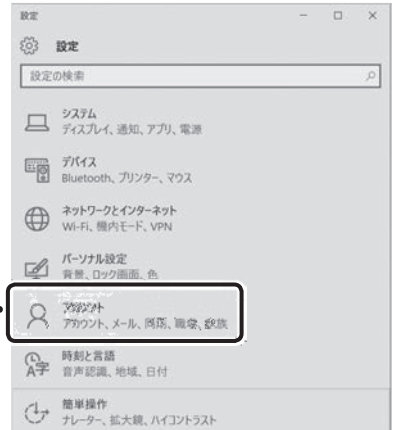 設定
設定
設定の検索
システム
ディスプレイ、通知、アプリ、電源
デバイス
Bluetooth、プリンター、マウス
ネットワークとインターネット
Wi-Fi、機内モード、VPN
パーソナル設定
背景、ロック画面、色
アカウント
アカウント、メール、同期、職場、家族
時刻と言語
音声認識、地域、日付
簡単操作
ナレーター、拡大鏡、ハイコントラスト